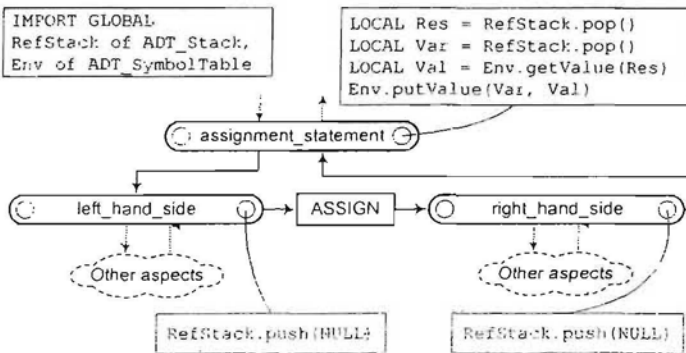 IMPORT GLOBAL
RefStack of ADT_Stack,
Env of ADT_SymbolTable
LOCAL Res = RefStack.pop()
LOCAL Var = RefStack.pop()
LOCAL Val = Env.getValue(Res)
Env.putValue(Var, Val)
assignment_statement
left_hand_side
ASSIGN
right_hand_side
Other aspects
Other aspects
RefStack.push(NULL)
RefStack.push(NULL)